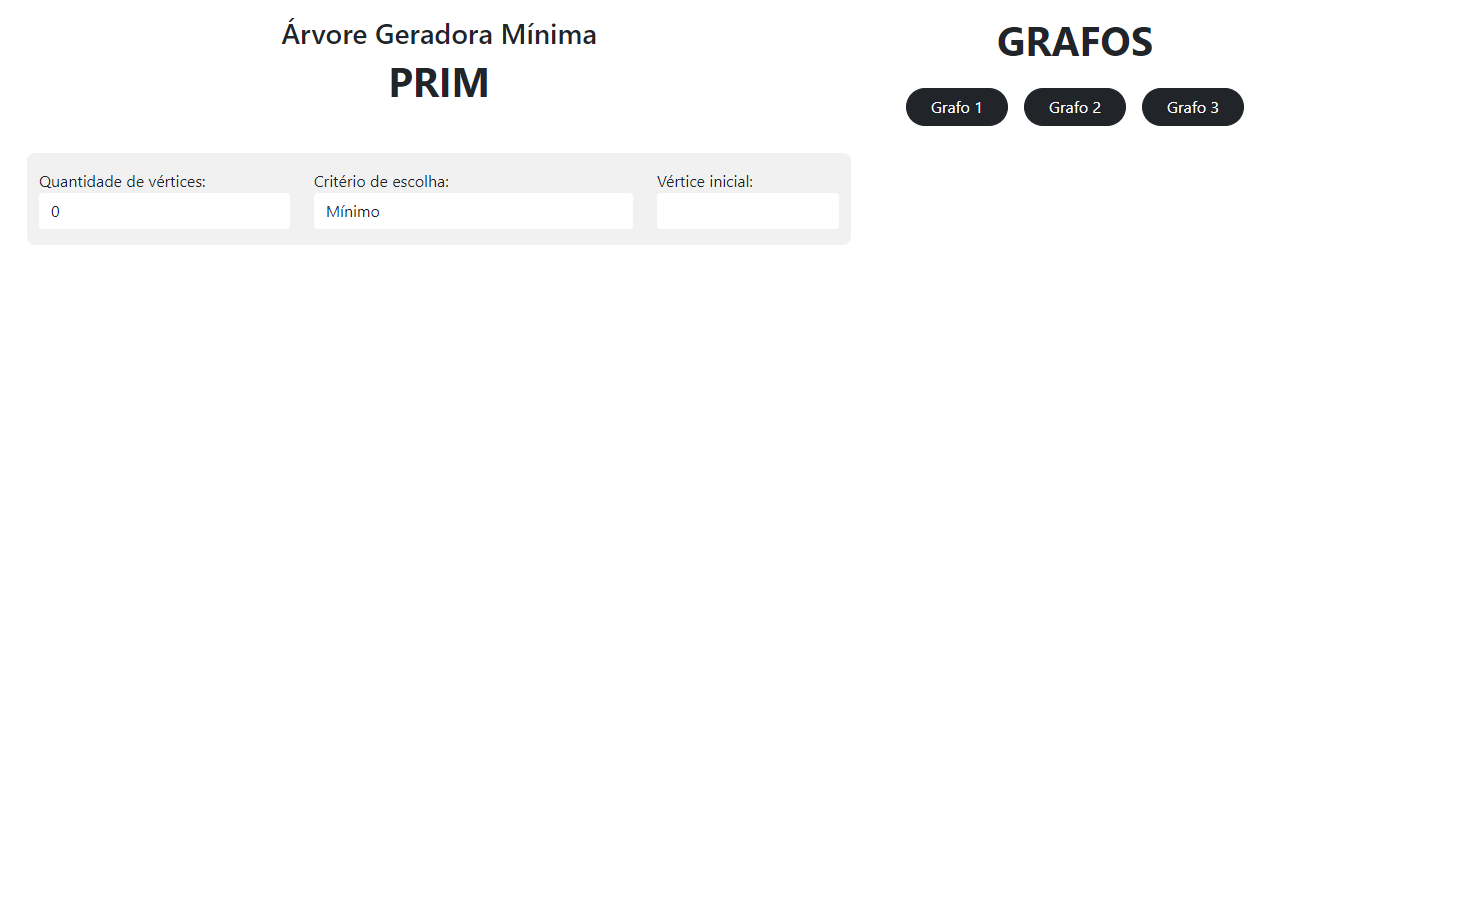 Árvore Geradora Mínima
PRIM
GRAFOS
Grafo 1
Grafo 2
Grafo 3
Quantidade de vértices:
0
Critério de escolha:
Mínimo
Vértice inicial: